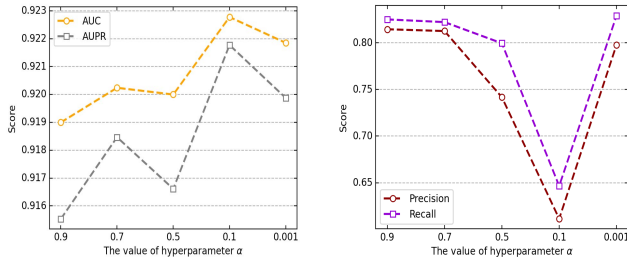 0.923
0.922
0.921
0.920
0.919
0.918
0.917
0.916
Score
AUC
AUPR
0.9 0.7 0.5 0.1 0.001
The value of hyperparameter α
0.80
0.75
0.70
0.65
Score
Precision
Recall
0.9 0.7 0.5 0.1 0.001
The value of hyperparameter α